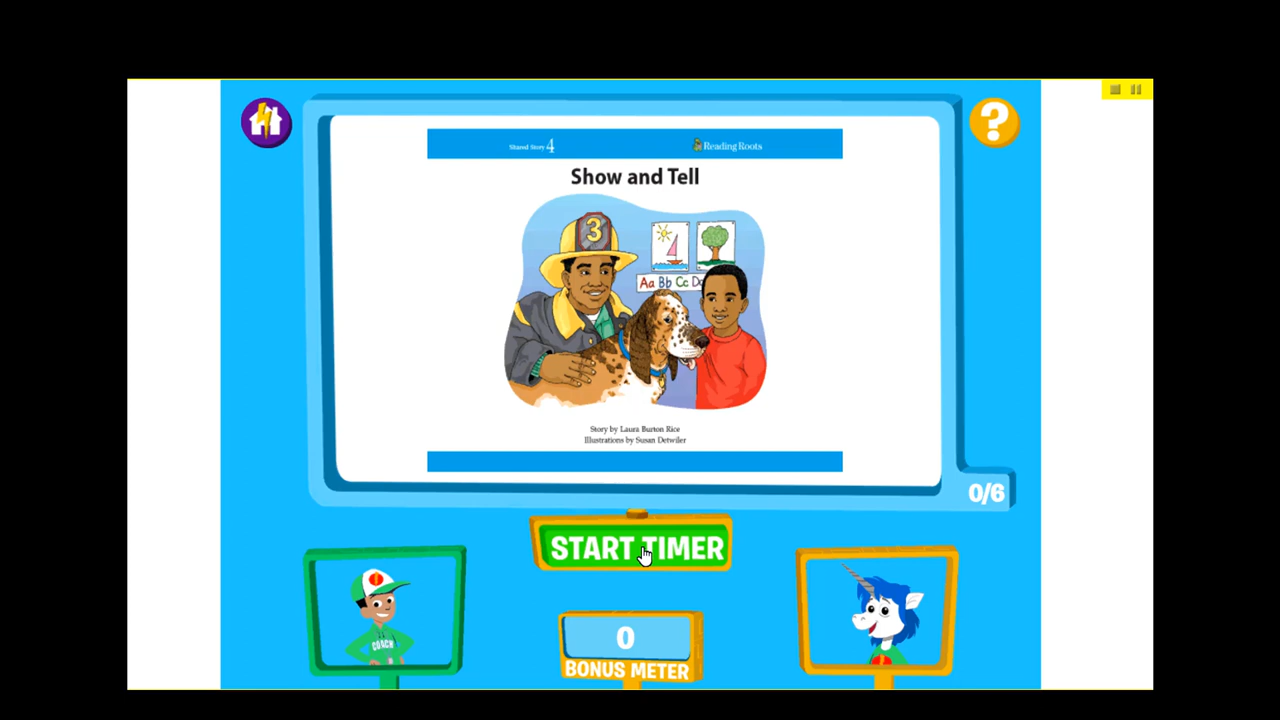 Shared Story 4
Reading Roots
Show and Tell
3
Aa Bb Cc D
Story by Laura Burton Rice
Illustrations by Susan Detwiler
0/6
START TIMER
COACH
0
BONUS METER
?